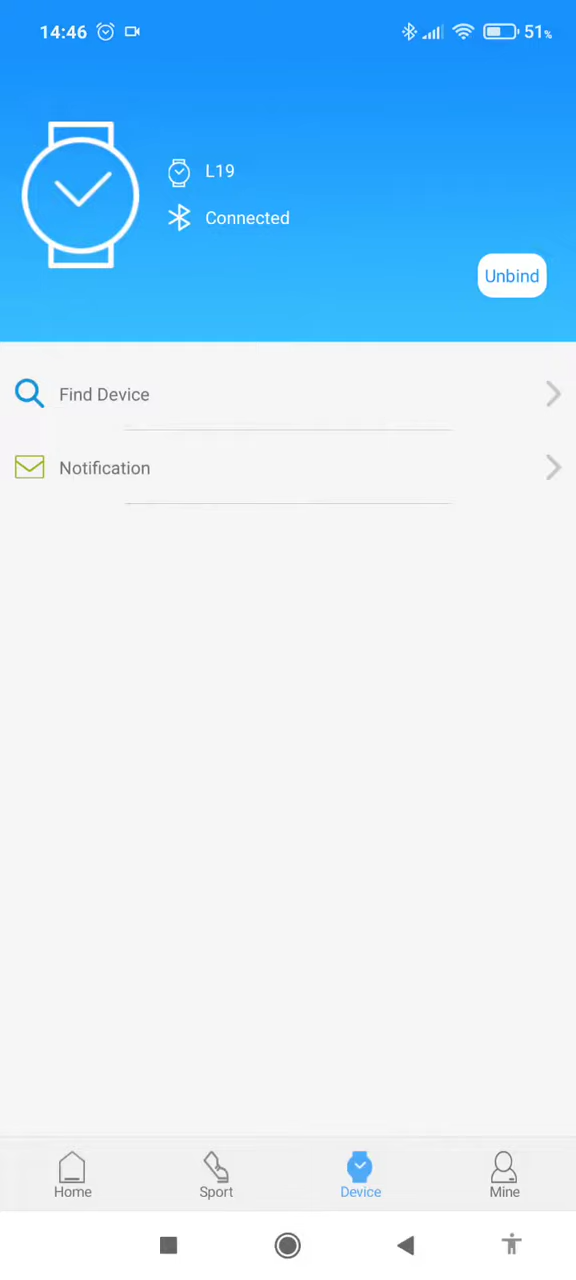 14:46
51%
L19
Connected
Unbind
Find Device
Notification
Home
Sport
Device
Mine